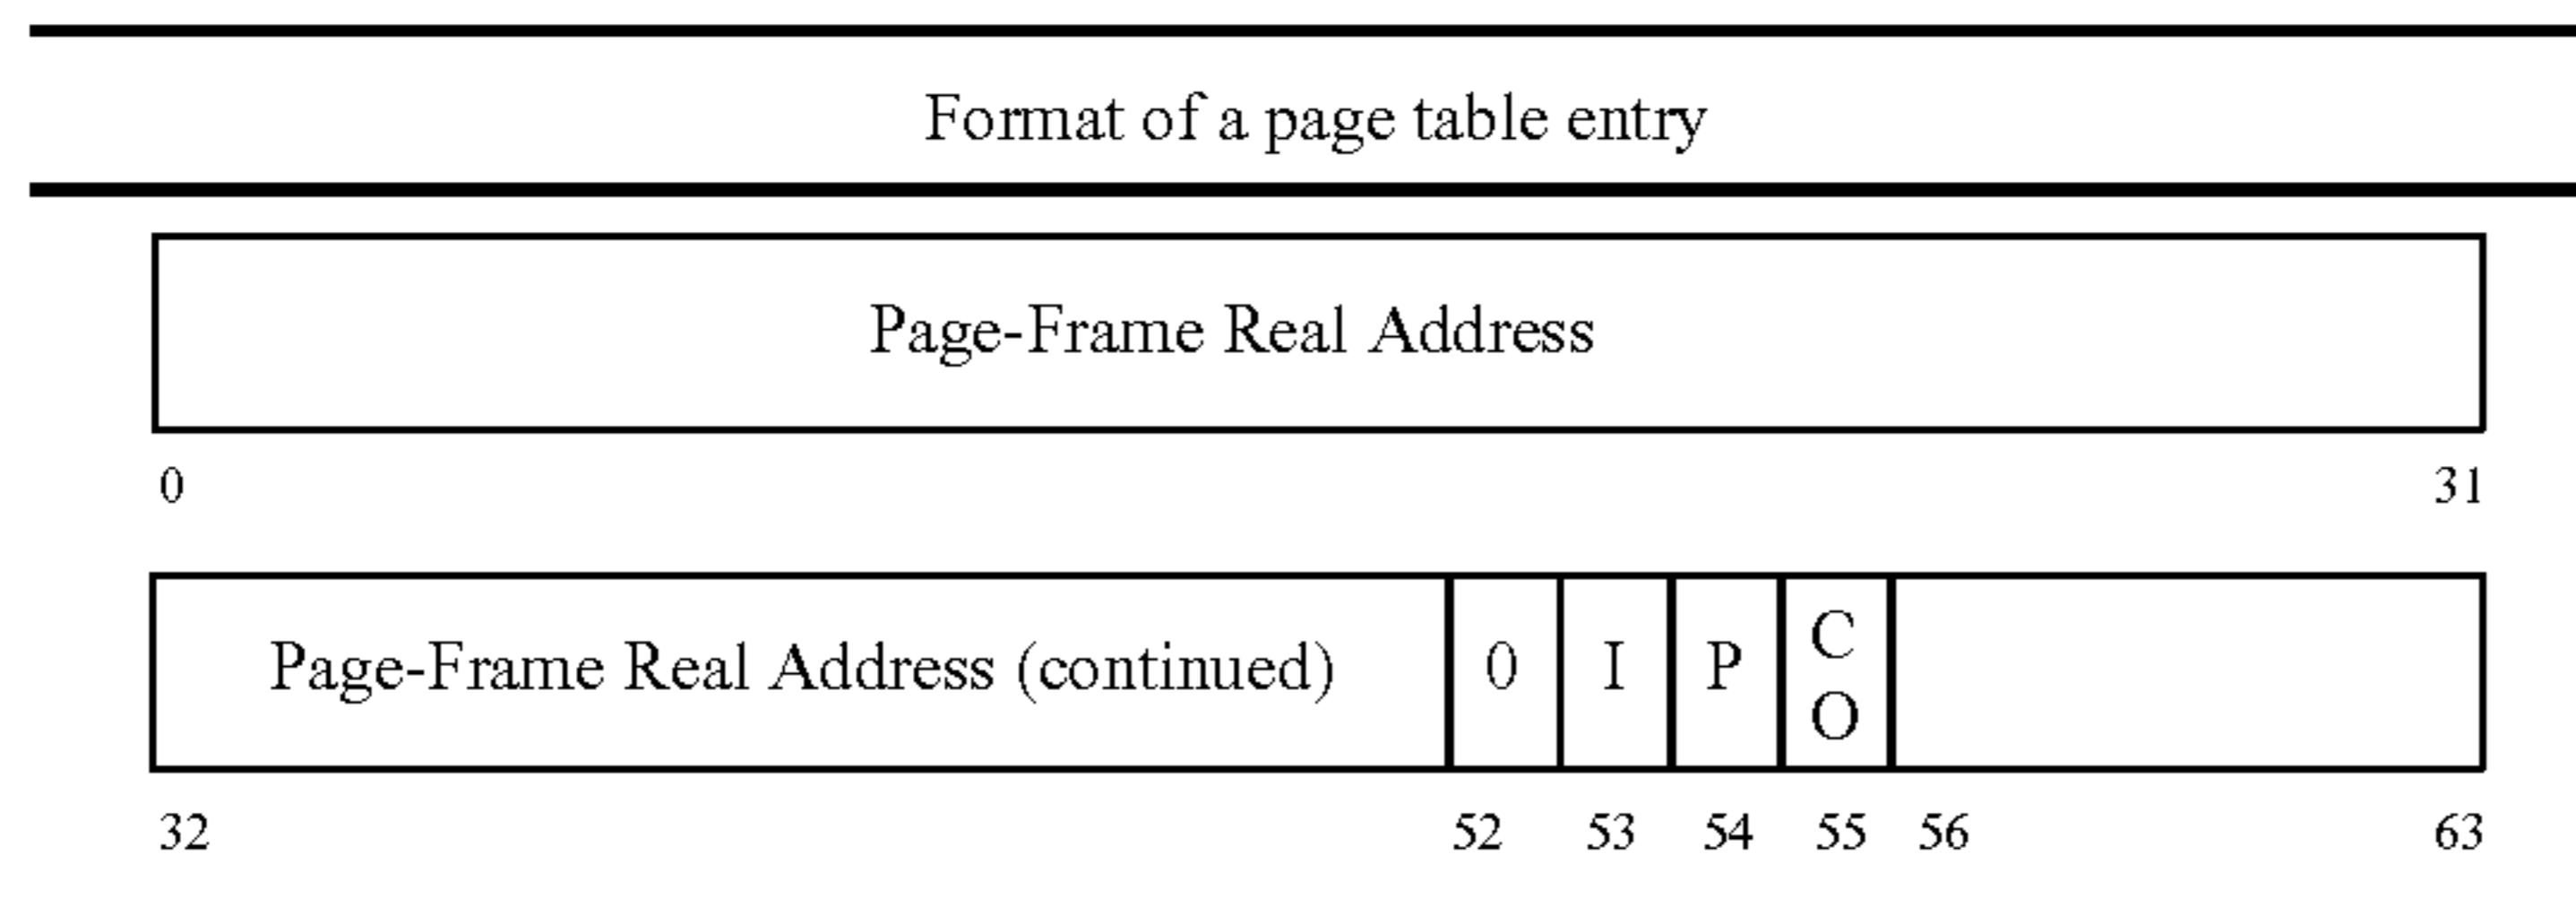 Format of a page table entry
Page-Frame Real Address
0 31
Page-Frame Real Address (continued) 0 I P C O
32 52 53 54 55 56 63